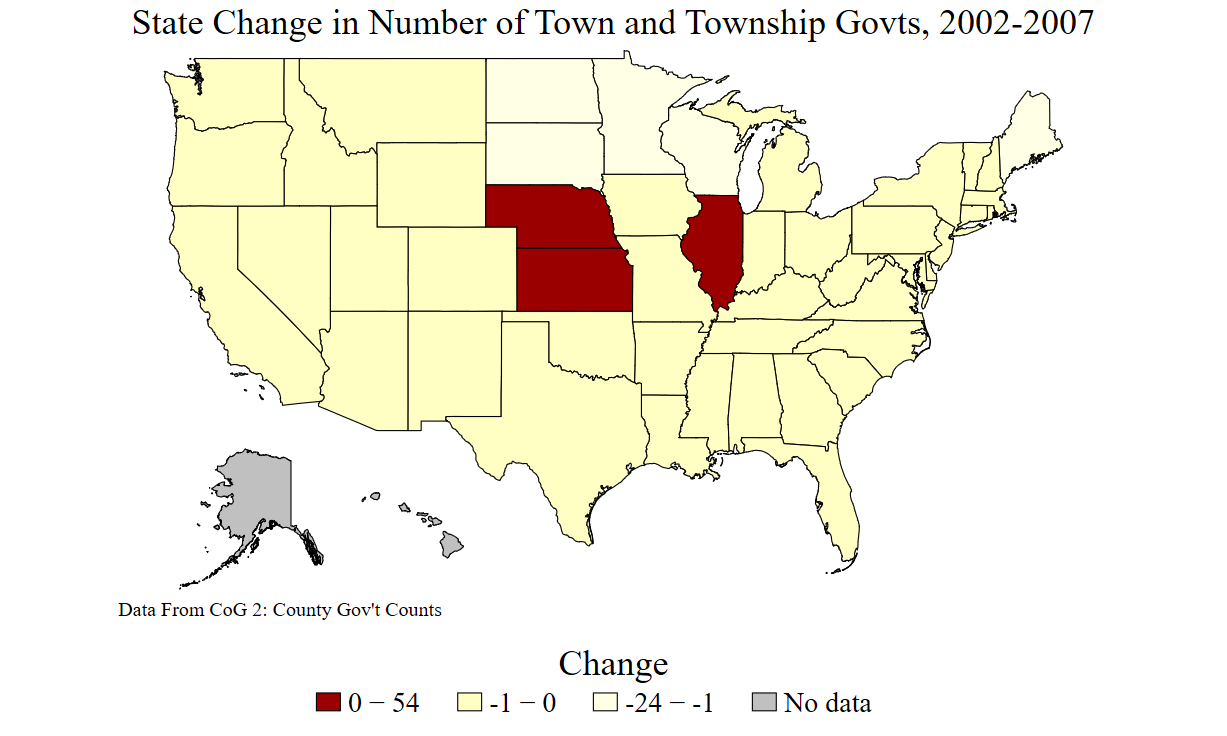 State Change in Number of Town and Township Govts, 2002-2007
Data From CoG 2: County Gov't Counts
Change
0 − 54 -1 − 0 -24 − -1 No data